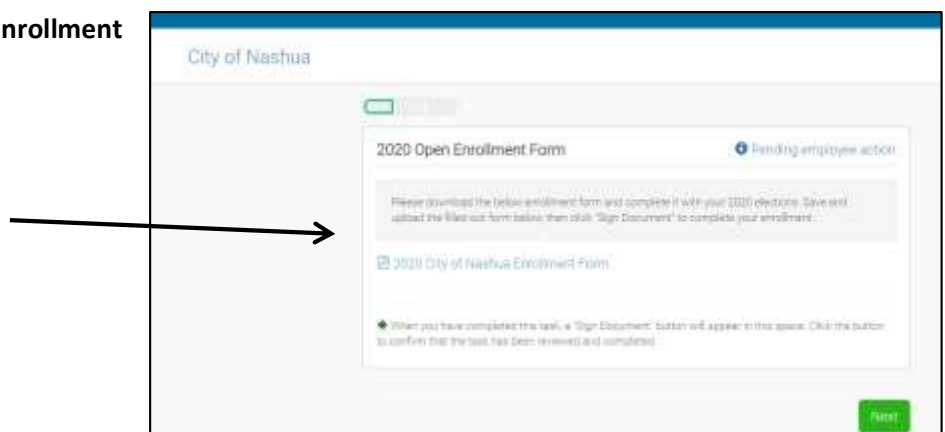 nrollment
City of Nashua
2020 Open Enrollment Form
Pending employee action
Please download the below enrollment form and complete it with your 2020 elections. Save and
upload the filled out form below, then click "Sign Document" to complete your enrollment.
2020 City of Nashua Enrollment Form
When you have completed this task, a "Sign Document" button will appear in this space. Click the button
to confirm that the task has been reviewed and completed.
Next